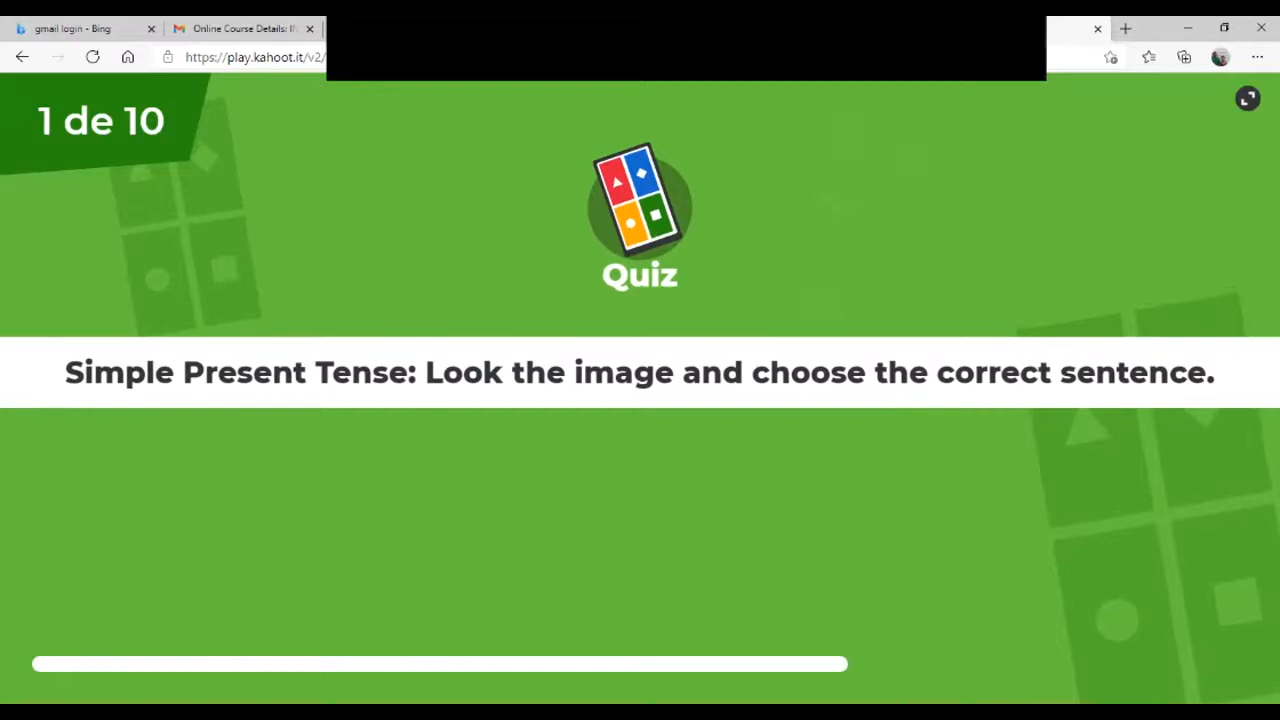 gmail login - Bing
Online Course Details:
https://play.kahoot.it/v2/
1 de 10
Quiz
Simple Present Tense: Look the image and choose the correct sentence.